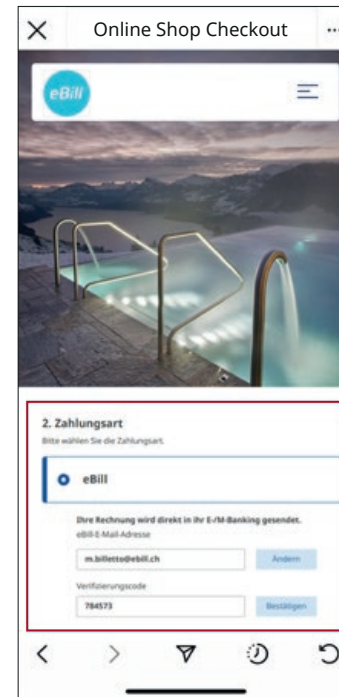 Online Shop Checkout
eBill
2. Zahlungsart
Bitte wählen Sie die Zahlungsart.
eBill
Ihre Rechnung wird direkt in Ihr E-/M-Banking gesendet.
eBill-E-Mail-Adresse
m.billetto@ebill.ch Ändern
Verifizierungscode
784573 Bestätigen